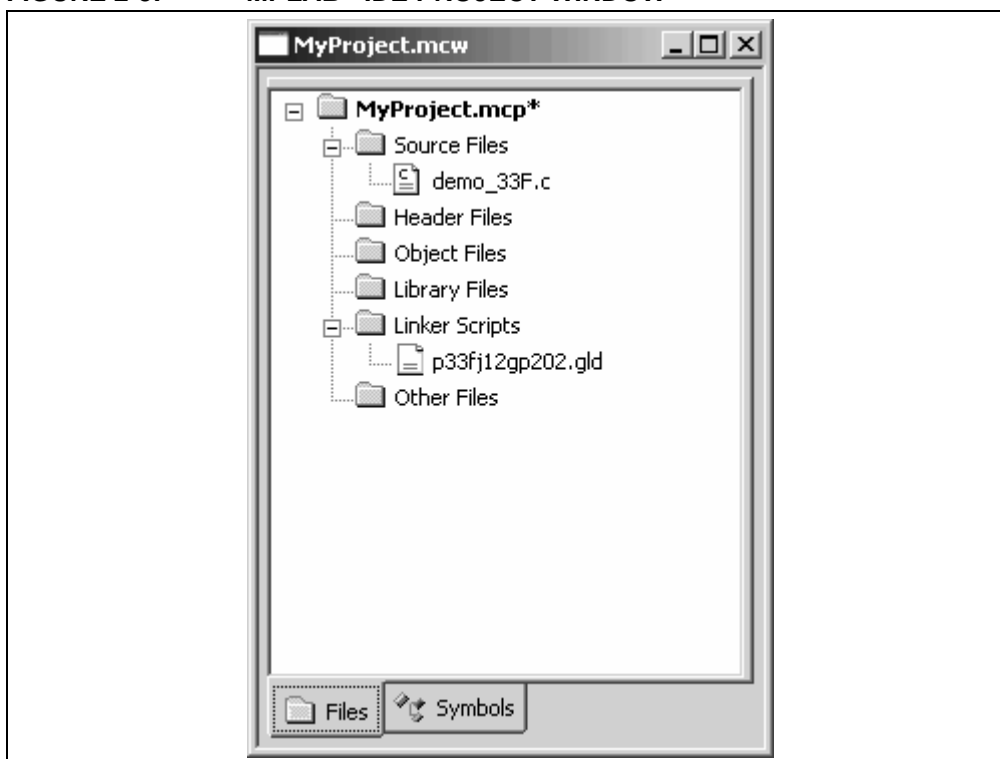 MyProject.mcw
MyProject.mcp*
Source Files
demo_33F.c
Header Files
Object Files
Library Files
Linker Scripts
p33fj12gp202.gld
Other Files
Files
Symbols